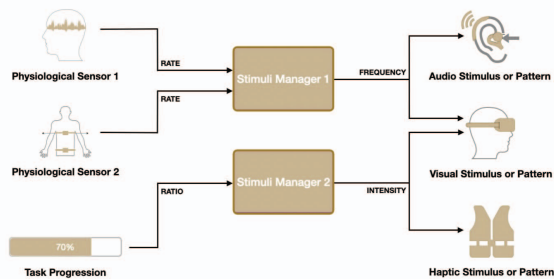 Physiological Sensor 1
RATE
Stimuli Manager 1
FREQUENCY
Audio Stimulus or Pattern
Physiological Sensor 2
RATE
Visual Stimulus or Pattern
Task Progression
70%
RATIO
Stimuli Manager 2
INTENSITY
Haptic Stimulus or Pattern